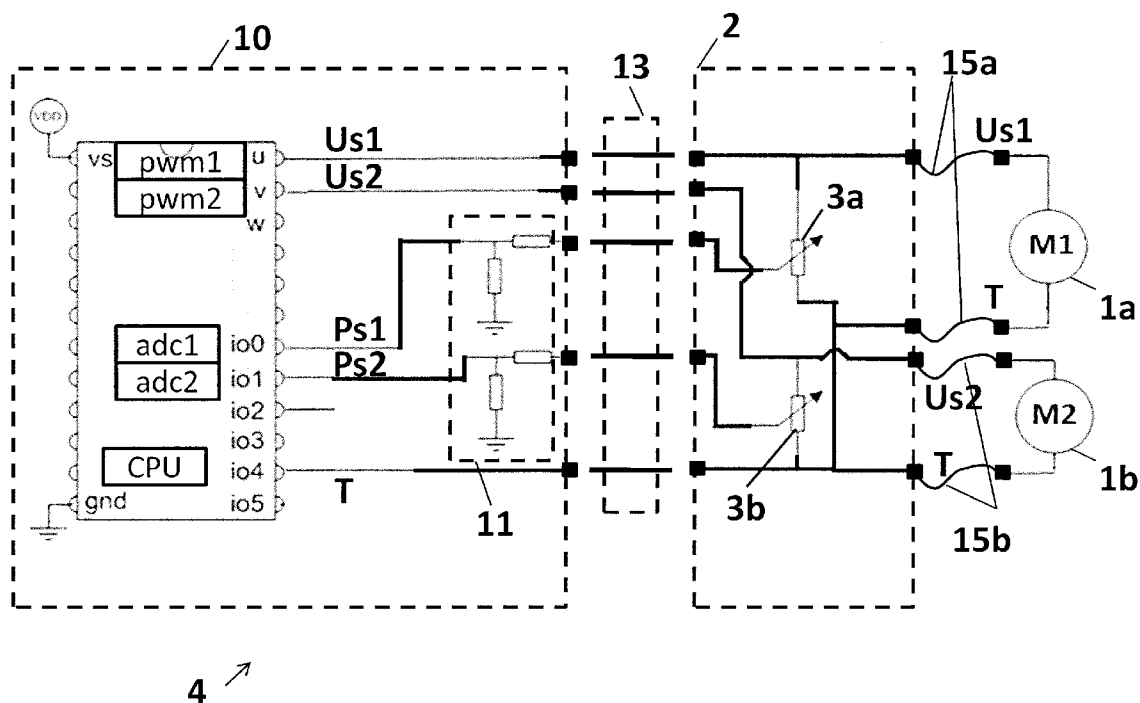 10
2
13
15a
VDD
Us1
Us1
vs
pwm1
u
Us2
pwm2
v
w
3a
M1
T
1a
Ps1
adc1
io0
Ps2
adc2
io1
Us2
M2
io2
io3
CPU
io4
T
T
1b
gnd
io5
11
3b
15b
4